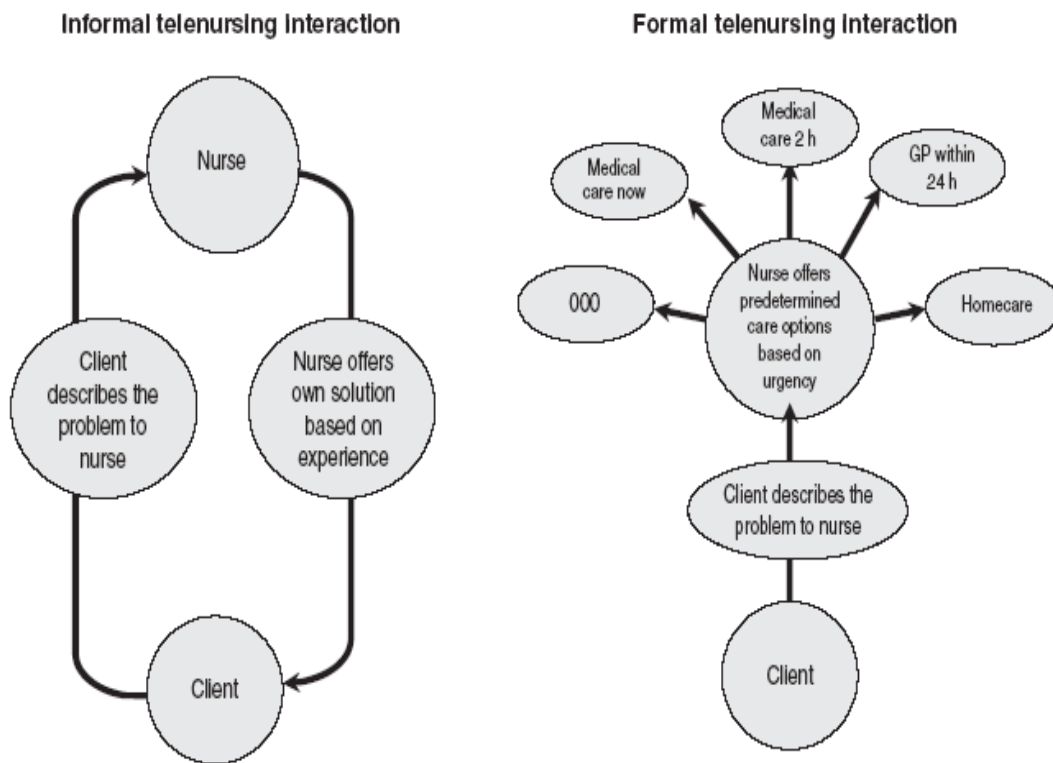 Informal telenursing interaction
Nurse
Client
describes the
problem to
nurse
Nurse offers
own solution
based on
experience
Client
Formal telenursing interaction
Medical
care 2 h
Medical
care now
GP within
24 h
000
Nurse offers
predetermined
care options
based on
urgency
Homecare
Client describes the
problem to nurse
Client